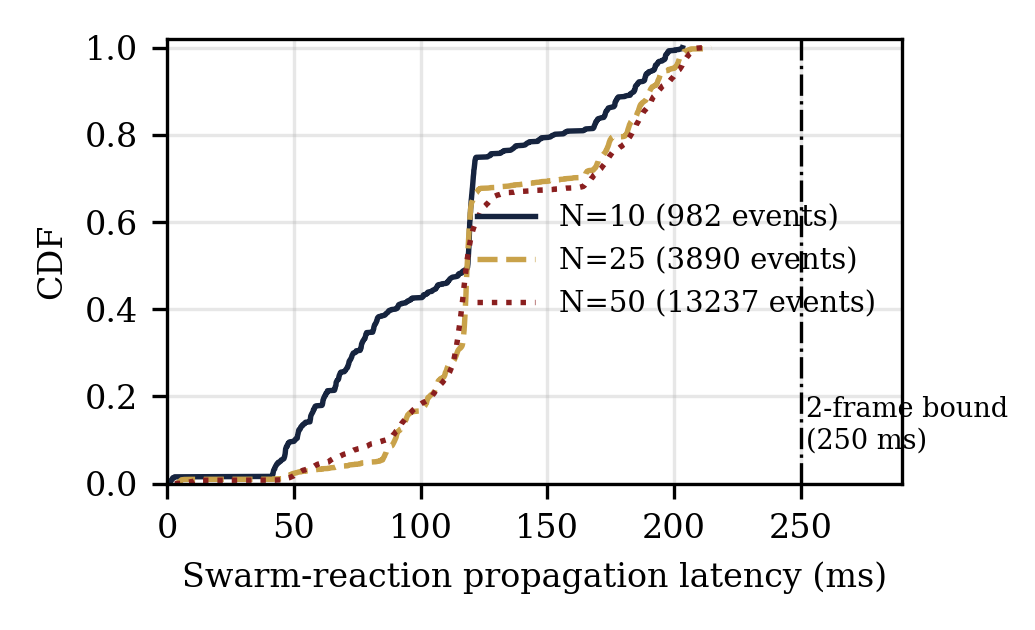 1.0
0.8
0.6
0.4
0.2
0.0
CDF
N=10 (982 events)
N=25 (3890 events)
N=50 (13237 events)
2-frame bound
(250 ms)
0 50 100 150 200 250
Swarm-reaction propagation latency (ms)